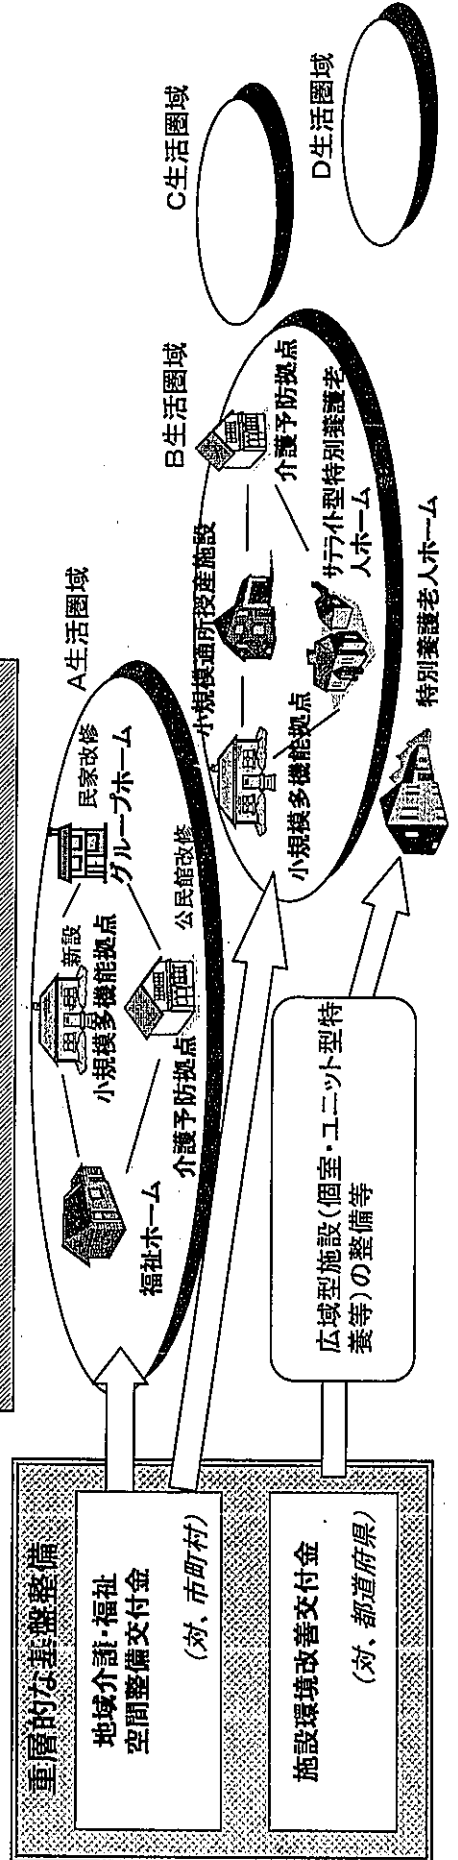 重層的な基盤整備
地域介護・福祉
空間整備交付金
(対、市町村)
施設環境改善交付金
(対、都道府県)
広域型施設(個室・ユニット型特
養等)の整備等
A生活圏域
福祉ホーム
新設
小規模多機能拠点
民家改修
グループホーム
公民館改修
介護予防拠点
B生活圏域
小規模通所授産施設
小規模多機能拠点
介護予防拠点
サテライト型特別養護老
人ホーム
特別養護老人ホーム
C生活圏域
D生活圏域